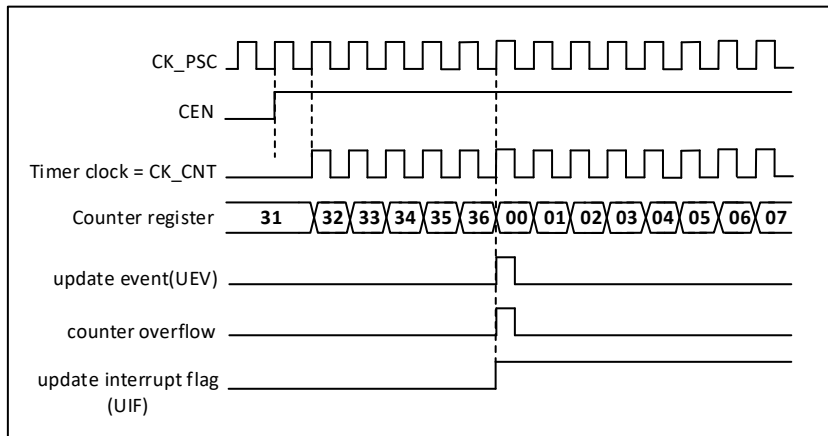 CK_PSC
CEN
Timer clock = CK_CNT
Counter register 31 32 33 34 35 36 00 01 02 03 04 05 06 07
update event(UEV)
counter overflow
update interrupt flag
(UIF)